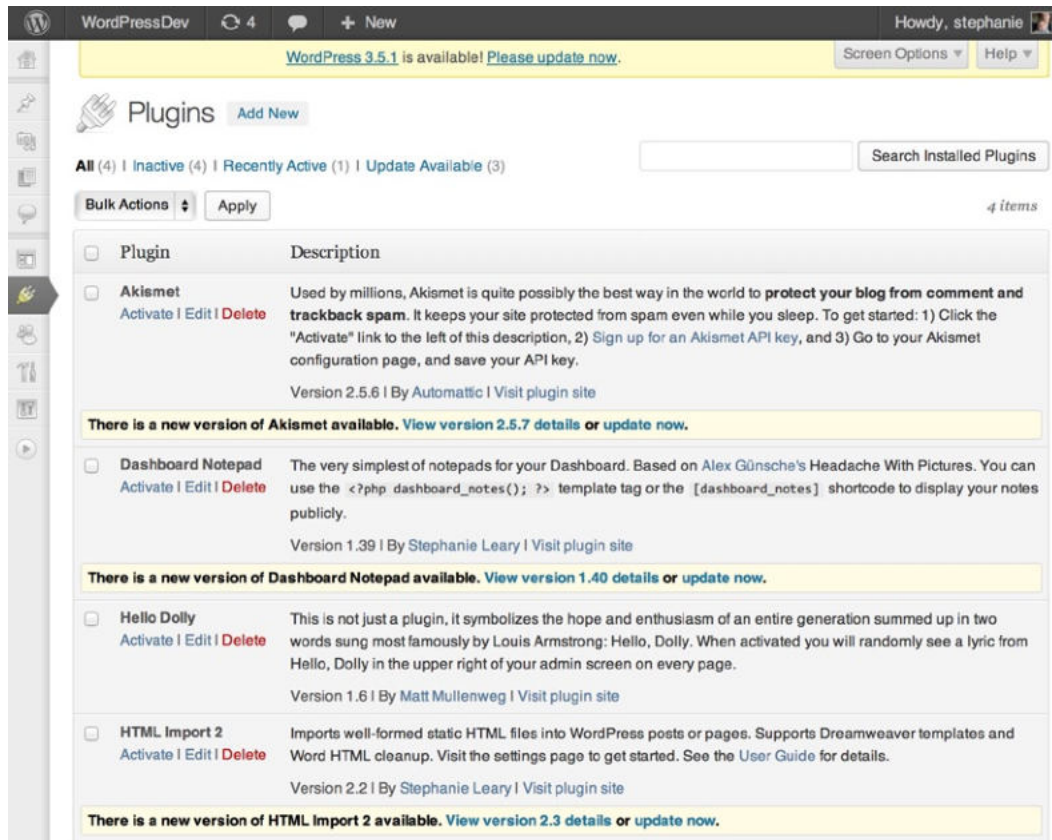 WordPressDev 4 + New Howdy, stephanie
WordPress 3.5.1 is available! Please update now.
Screen Options Help
Plugins Add New
All (4) | Inactive (4) | Recently Active (1) | Update Available (3)
Search Installed Plugins
Bulk Actions Apply
4 items
Plugin Description
Akismet
Activate | Edit | Delete
Used by millions, Akismet is quite possibly the best way in the world to protect your blog from comment and
trackback spam. It keeps your site protected from spam even while you sleep. To get started: 1) Click the
"Activate" link to the left of this description, 2) Sign up for an Akismet API key, and 3) Go to your Akismet
configuration page, and save your API key.
Version 2.5.6 | By Automattic | Visit plugin site
There is a new version of Akismet available. View version 2.5.7 details or update now.
Dashboard Notepad
Activate | Edit | Delete
The very simplest of notepads for your Dashboard. Based on Alex Günsche's Headache With Pictures. You can
use the <?php dashboard_notes(); ?> template tag or the [dashboard_notes] shortcode to display your notes
publicly.
Version 1.39 | By Stephanie Leary | Visit plugin site
There is a new version of Dashboard Notepad available. View version 1.40 details or update now.
Hello Dolly
Activate | Edit | Delete
This is not just a plugin, it symbolizes the hope and enthusiasm of an entire generation summed up in two
words sung most famously by Louis Armstrong: Hello, Dolly. When activated you will randomly see a lyric from
Hello, Dolly in the upper right of your admin screen on every page.
Version 1.6 | By Matt Mullenweg | Visit plugin site
HTML Import 2
Activate | Edit | Delete
Imports well-formed static HTML files into WordPress posts or pages. Supports Dreamweaver templates and
Word HTML cleanup. Visit the settings page to get started. See the User Guide for details.
Version 2.2 | By Stephanie Leary | Visit plugin site
There is a new version of HTML Import 2 available. View version 2.3 details or update now.